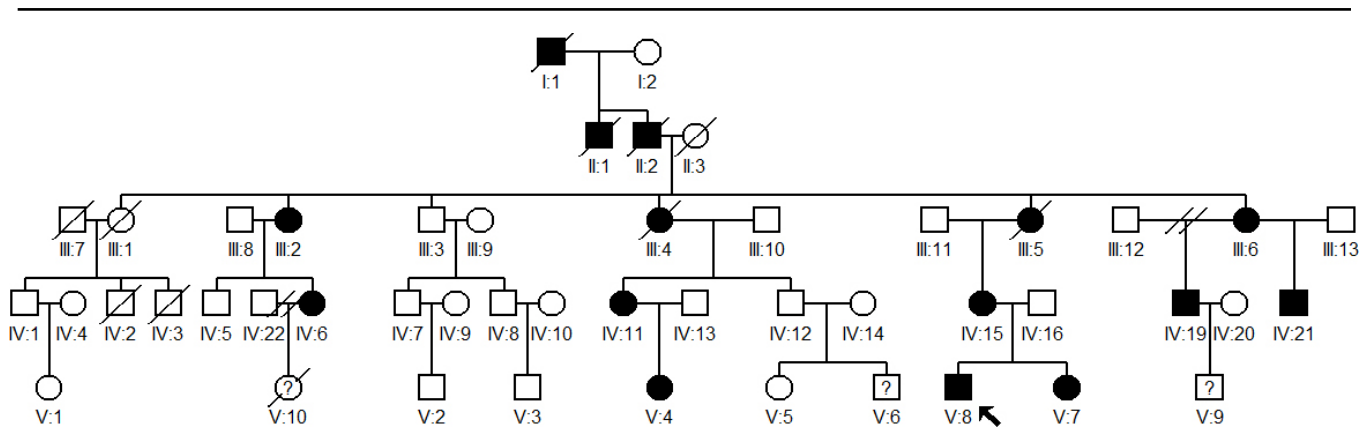 I:1 I:2
II:1 II:2 II:3
III:7 III:1 III:8 III:2 III:3 III:9 III:4 III:10 III:11 III:5 III:12 III:6 III:13
IV:1 IV:4 IV:2 IV:3 IV:5 IV:22 IV:6 IV:7 IV:9 IV:8 IV:10 IV:11 IV:13 IV:12 IV:14 IV:15 IV:16 IV:19 IV:20 IV:21
? ? ?
V:1 V:10 V:2 V:3 V:4 V:5 V:6 V:8 V:7 V:9